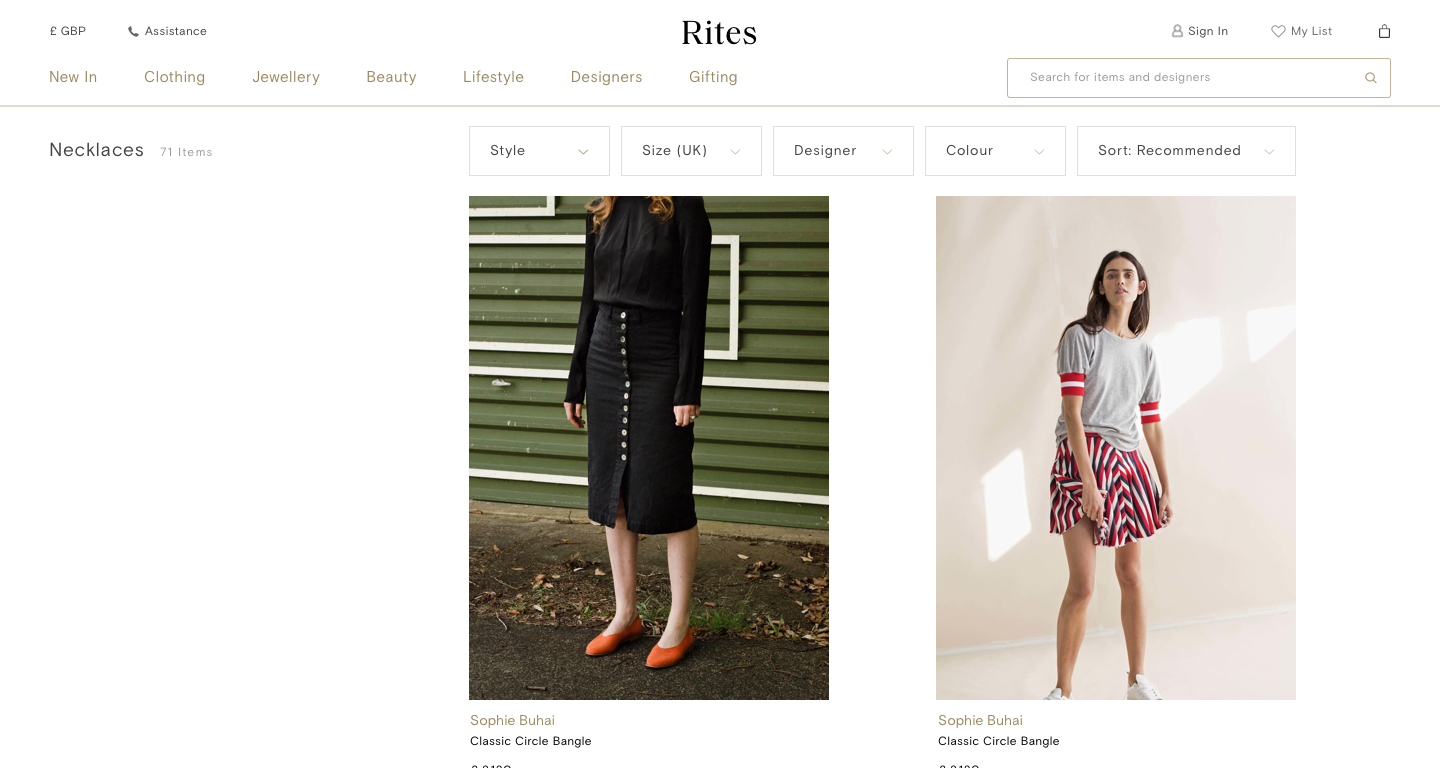 £ GBP
Assistance
Rites
Sign In
My List
New In
Clothing
Jewellery
Beauty
Lifestyle
Designers
Gifting
Search for items and designers
Necklaces
71 Items
Style
Size (UK)
Designer
Colour
Sort: Recommended
Sophie Buhai
Classic Circle Bangle
Sophie Buhai
Classic Circle Bangle